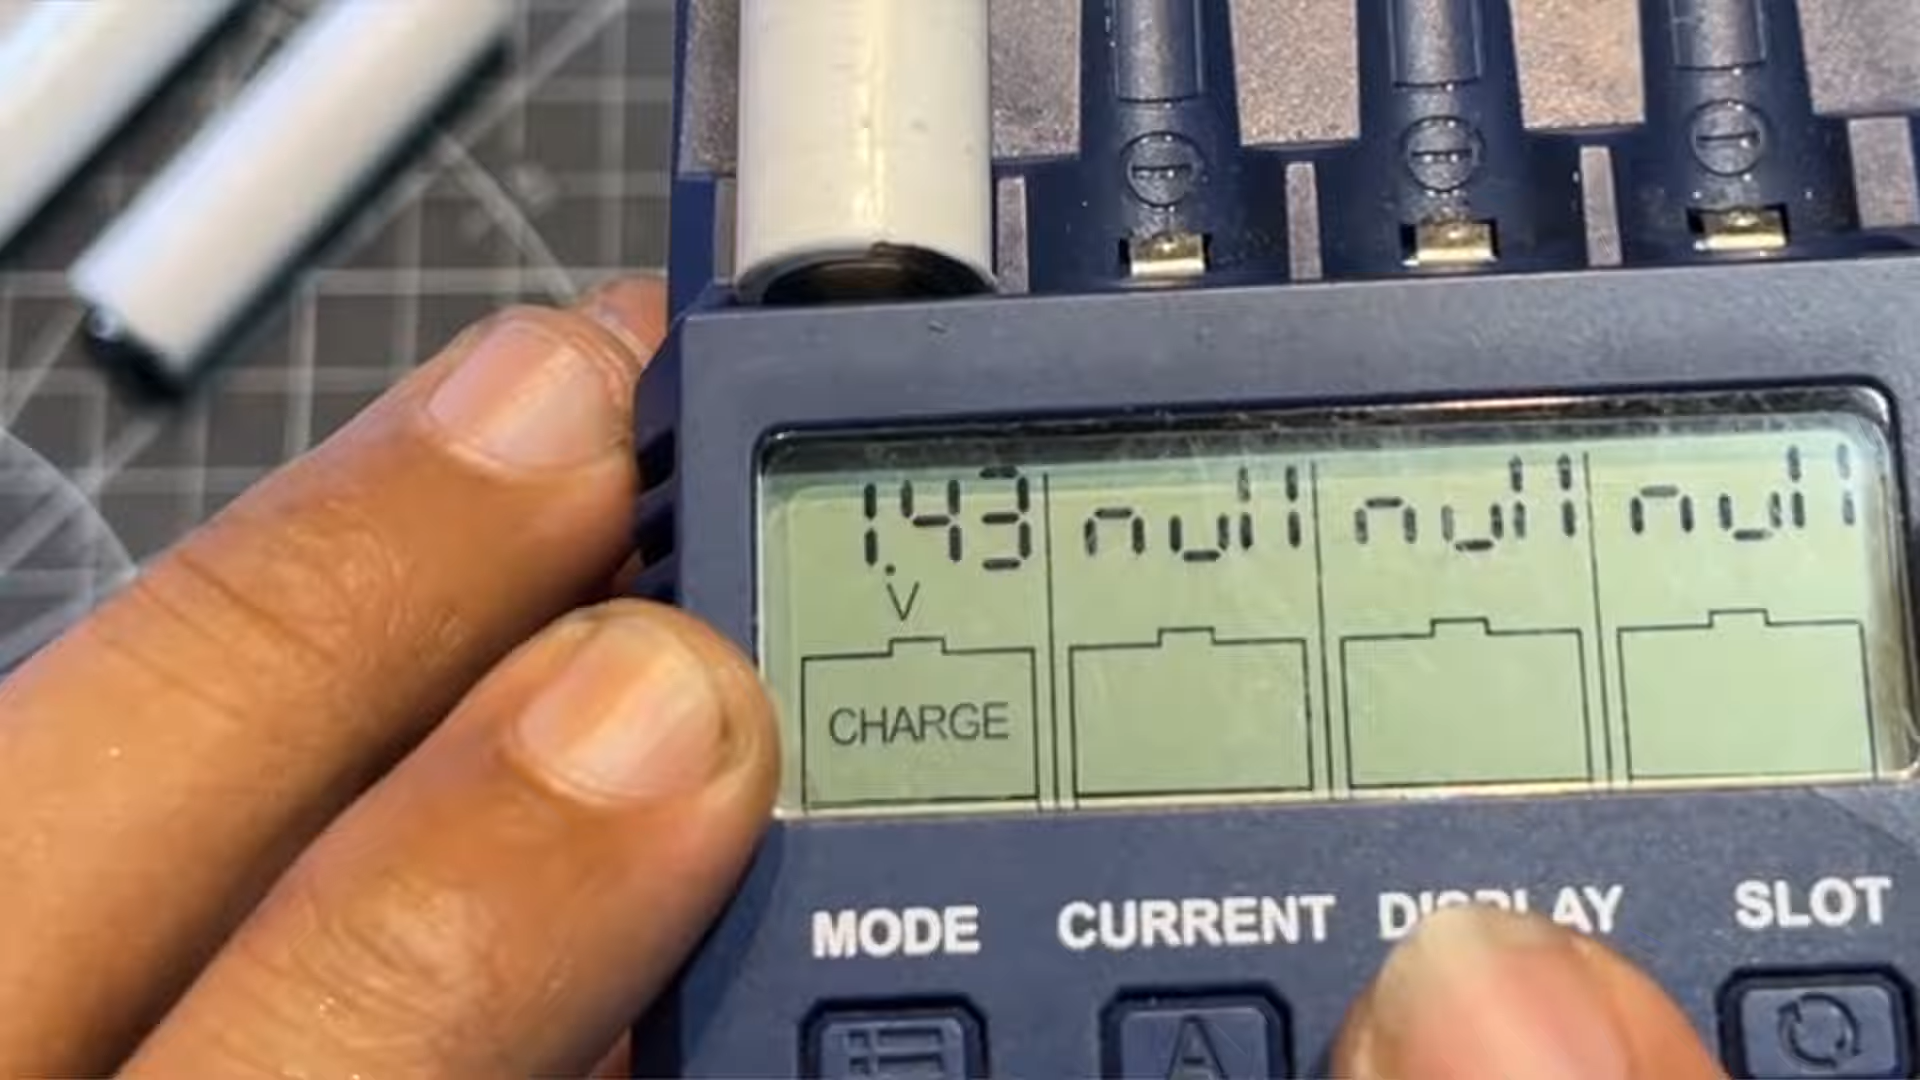 1.43 null null null
V
CHARGE
MODE CURRENT DISPLAY SLOT
A